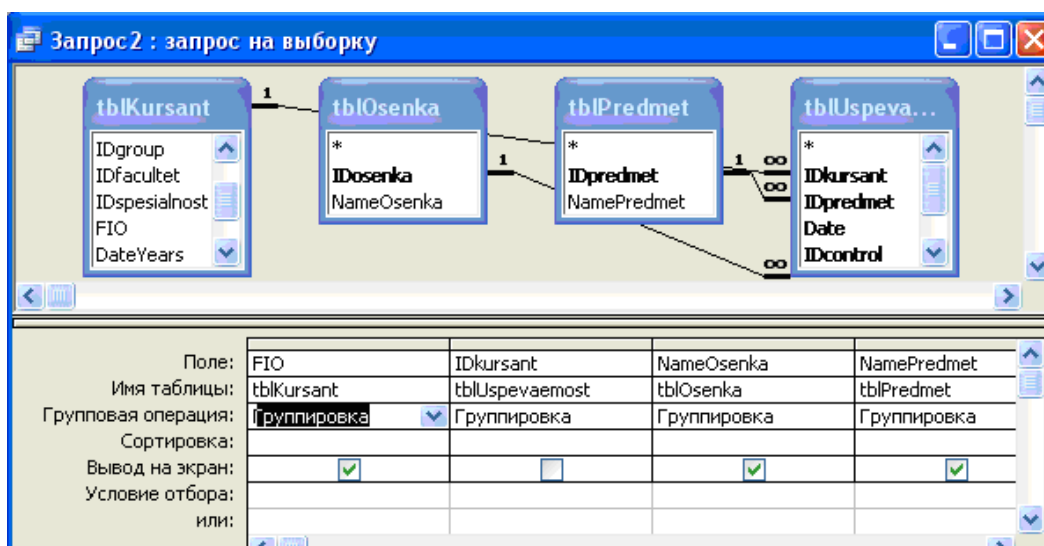 Запрос2 : запрос на выборку
tblKursant
IDgroup
IDfacultet
IDspesialnost
FIO
DateYears
1
tblOsenka
*
IDosenka
NameOsenka
1
tblPredmet
*
IDpredmet
NamePredmet
1
∞
∞
∞
tblUspeva...
*
IDkursant
IDpredmet
Date
IDcontrol
Поле: FIO IDkursant NameOsenka NamePredmet
Имя таблицы: tblKursant tblUspevaemost tblOsenka tblPredmet
Групповая операция: Группировка Группировка Группировка Группировка
Сортировка:
Вывод на экран:
Условие отбора:
или: